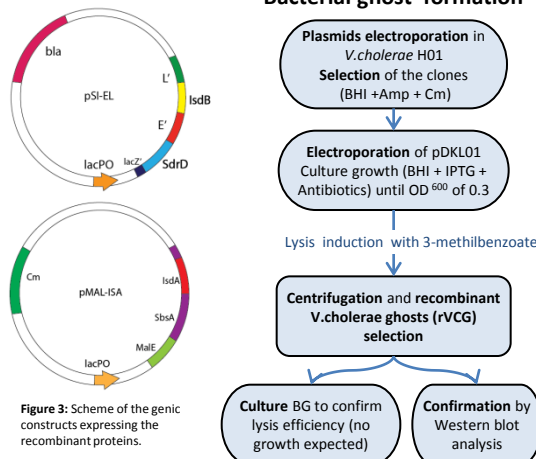 Bacterial ghost formation
bla
pSI-EL
L'
IsdB
E'
SdrD
lacZ'
lacPO
Cm
pMAL-ISA
IsdA
SbsA
MalE
lacPO
Figure 3: Scheme of the genic
constructs expressing the
recombinant proteins.
Plasmids electroporation in
V.cholerae H01
Selection of the clones
(BHI +Amp + Cm)
Electroporation of pDKL01
Culture growth (BHI + IPTG +
Antibiotics) until OD 600 of 0.3
Lysis induction with 3-methilbenzoate
Centrifugation and recombinant
V.cholerae ghosts (rVCG)
selection
Culture BG to confirm
lysis efficiency (no
growth expected)
Confirmation by
Western blot
analysis